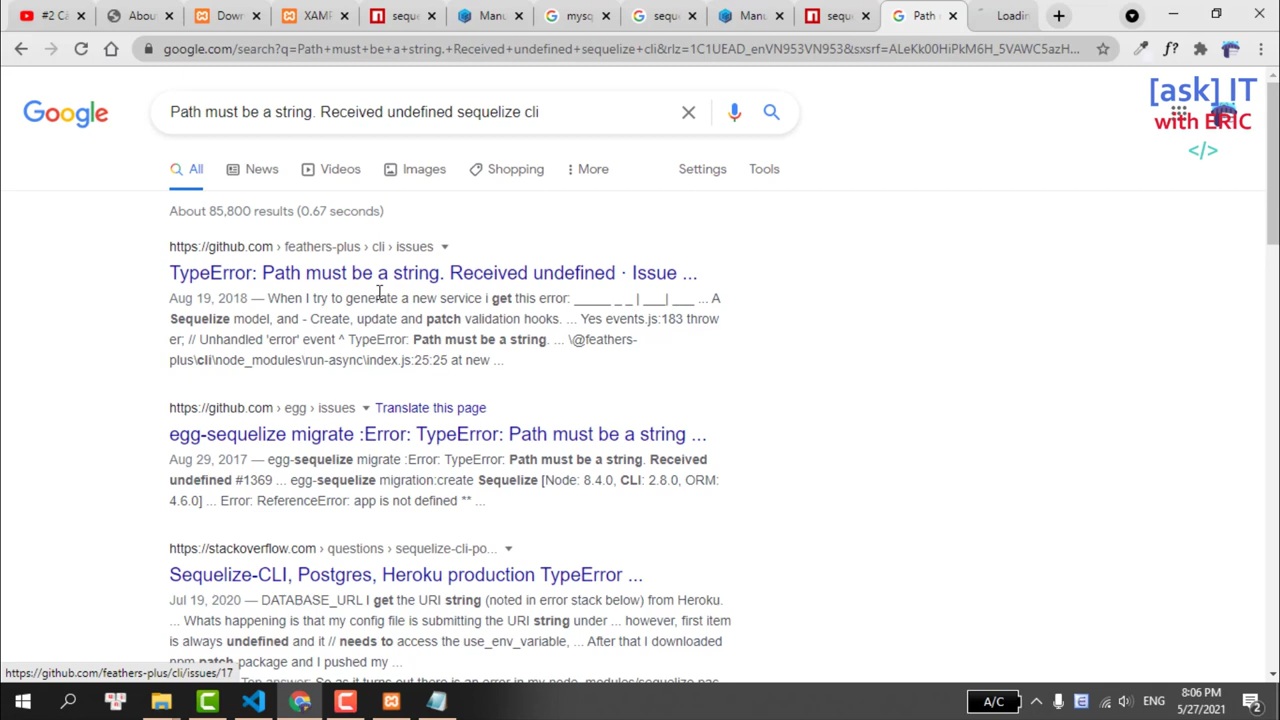 #2 C
Abou
Dow
XAM
seque
Manu
mysq
seque
Manu
seque
Path
Loadin
google.com/search?q=Path+must+be+a+string.+Received+undefined+sequelize+cli&rlz=1C1UEAD_enVN953VN953&sxsrf=ALeKk00HiPkM6H_5VAWC5azH...
[ask] IT
with ERIC
</>
Google
Path must be a string. Received undefined sequelize cli
All
News
Videos
Images
Shopping
More
Settings
Tools
About 85,800 results (0.67 seconds)
https://github.com › feathers-plus › cli › issues
TypeError: Path must be a string. Received undefined · Issue ...
Aug 19, 2018 — When I try to generate a new service i get this error: _____ _ _ | ___| ___ ... A
Sequelize model, and - Create, update and patch validation hooks. ... Yes events.js:183 throw
er; // Unhandled 'error' event ^ TypeError: Path must be a string. ... \@feathers-
plus\cli\node_modules\run-async\index.js:25:25 at new ...
https://github.com › egg › issues Translate this page
egg-sequelize migrate :Error: TypeError: Path must be a string ...
Aug 29, 2017 — egg-sequelize migrate :Error: TypeError: Path must be a string. Received
undefined #1369 ... egg-sequelize migration:create Sequelize [Node: 8.4.0, CLI: 2.8.0, ORM:
4.6.0] ... Error: ReferenceError: app is not defined ** ...
https://stackoverflow.com › questions › sequelize-cli-po...
Sequelize-CLI, Postgres, Heroku production TypeError ...
Jul 19, 2020 — DATABASE_URL I get the URI string (noted in error stack below) from Heroku.
... Whats happening is that my config file is submitting the URI string under ... however, first item
is always undefined and it // needs to access the use_env_variable, ... After that I downloaded
npm patch package and I pushed my ...
https://github.com/feathers-plus/cli/issues/17
A/C
ENG
8:06 PM
5/27/2021
2